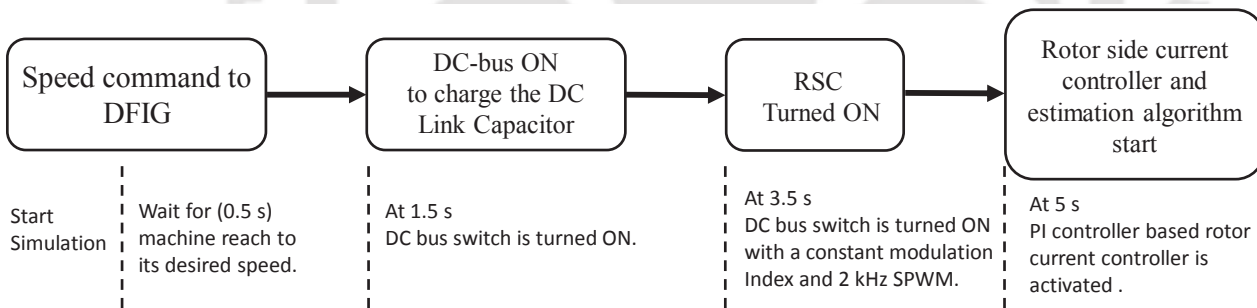 Speed command to
DFIG
DC-bus ON
to charge the DC
Link Capacitor
RSC
Turned ON
Rotor side current
controller and
estimation algorithm
start
Start
Simulation
Wait for (0.5 s)
machine reach to
its desired speed.
At 1.5 s
DC bus switch is turned ON.
At 3.5 s
DC bus switch is turned ON
with a constant modulation
Index and 2 kHz SPWM.
At 5 s
PI controller based rotor
current controller is
activated .